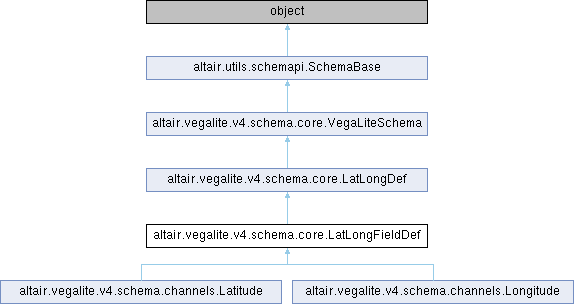 object
altair.utils.schemapi.SchemaBase
altair.vegalite.v4.schema.core.VegaLiteSchema
altair.vegalite.v4.schema.core.LatLongDef
altair.vegalite.v4.schema.core.LatLongFieldDef
altair.vegalite.v4.schema.channels.Latitude
altair.vegalite.v4.schema.channels.Longitude